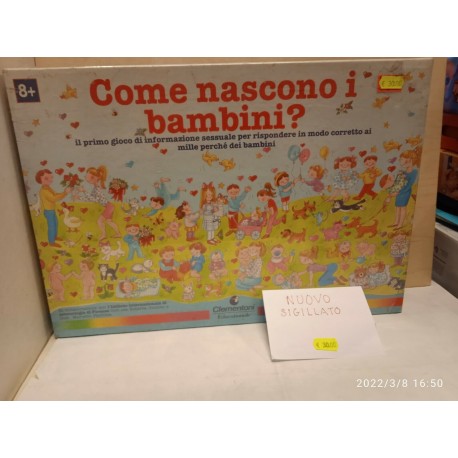 8+
Come nascono i
bambini?
il primo gioco di informazione sessuale per rispondere in modo corretto ai
mille perché dei bambini
Clementoni
NUOVO
SIGILLATO
2022/3/8 16:50